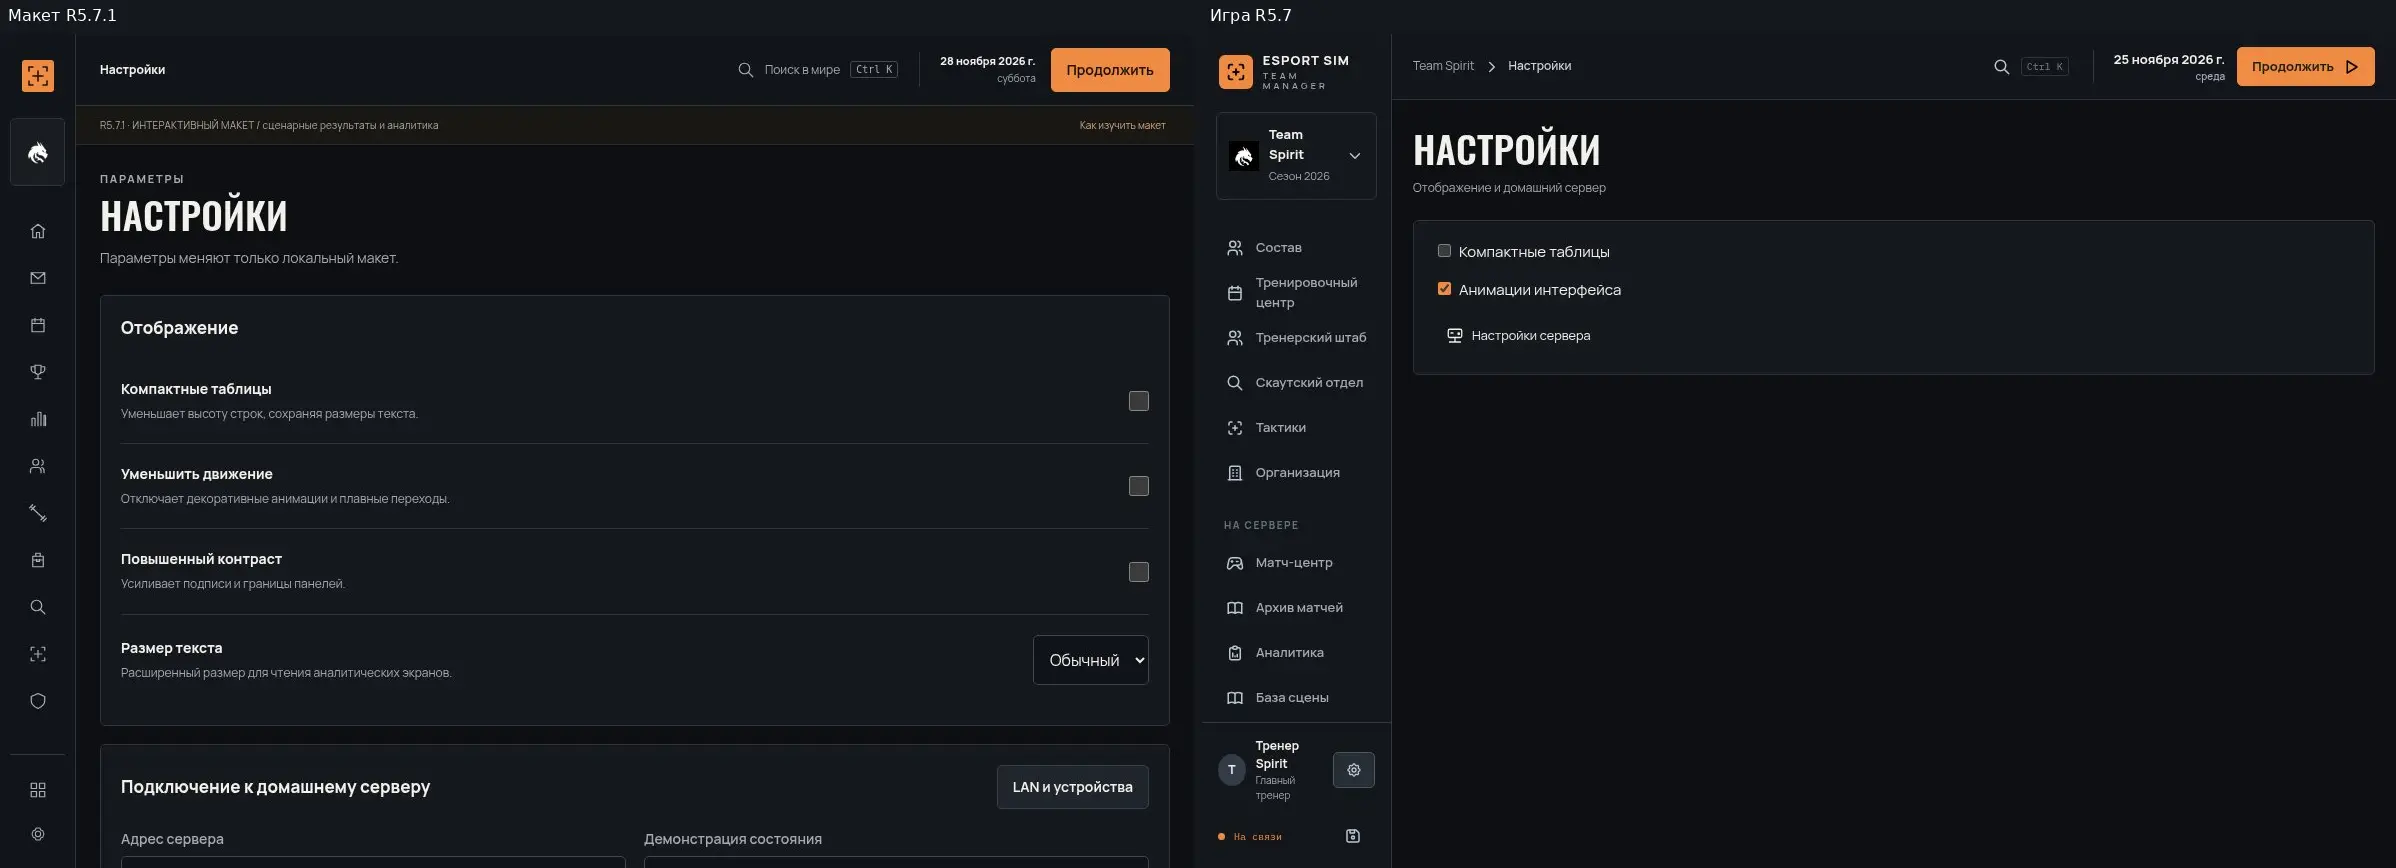 Макет R5.7.1
Настройки
Поиск в мире
Ctrl K
28 ноября 2026 г.
суббота
Продолжить
R5.7.1 · ИНТЕРАКТИВНЫЙ МАКЕТ / сценарные результаты и аналитика
Как изучить макет
ПАРАМЕТРЫ
НАСТРОЙКИ
Параметры меняют только локальный макет.
Отображение
Компактные таблицы
Уменьшает высоту строк, сохраняя размеры текста.
Уменьшить движение
Отключает декоративные анимации и плавные переходы.
Повышенный контраст
Усиливает подписи и границы панелей.
Размер текста
Расширенный размер для чтения аналитических экранов.
Обычный
Подключение к домашнему серверу
LAN и устройства
Адрес сервера
Демонстрация состояния
Игра R5.7
ESPORT SIM
TEAM
MANAGER
Team
Spirit
Сезон 2026
Состав
Тренировочный
центр
Тренерский штаб
Скаутский отдел
Тактики
Организация
НА СЕРВЕРЕ
Матч-центр
Архив матчей
Аналитика
База сцены
Т
Тренер
Spirit
Главный
тренер
На связи
Team Spirit
Настройки
Ctrl K
25 ноября 2026 г.
среда
Продолжить
НАСТРОЙКИ
Отображение и домашний сервер
Компактные таблицы
Анимации интерфейса
Настройки сервера